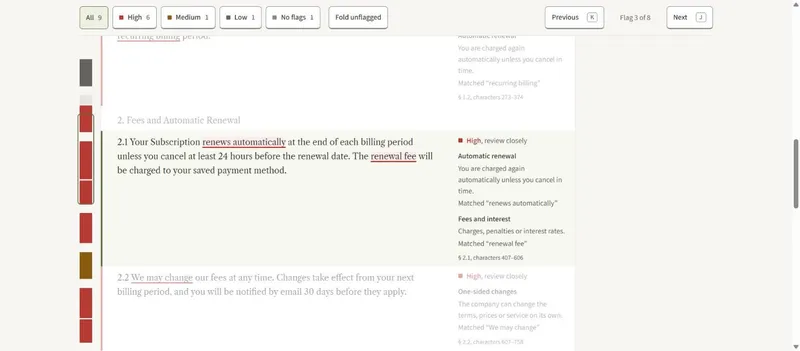 All 9 High 6 Medium 1 Low 1 No flags 1 Fold unflagged Previous K Flag 3 of 8 Next J
recurring billing period.
Automatic renewal
You are charged again
automatically unless you cancel in
time.
Matched “recurring billing”
§ 1.2, characters 273–374
2. Fees and Automatic Renewal
2.1 Your Subscription renews automatically at the end of each billing period
unless you cancel at least 24 hours before the renewal date. The renewal fee will
be charged to your saved payment method.
High, review closely
Automatic renewal
You are charged again
automatically unless you cancel in
time.
Matched “renews automatically”
Fees and interest
Charges, penalties or interest rates.
Matched “renewal fee”
§ 2.1, characters 407–606
2.2 We may change our fees at any time. Changes take effect from your next
billing period, and you will be notified by email 30 days before they apply.
High, review closely
One-sided changes
The company can change the
terms, prices or service on its own.
Matched “We may change”